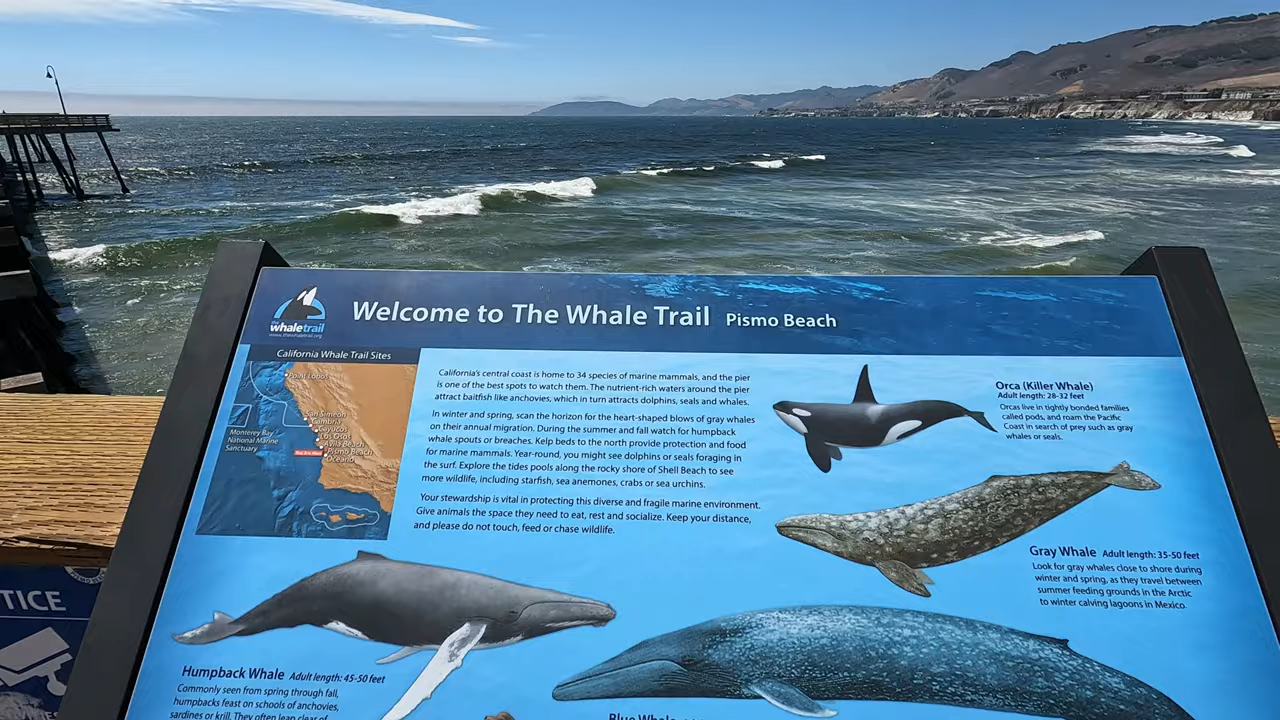 Welcome to The Whale Trail Pismo Beach
the
whaletrail
www.thewhaletrail.org
California Whale Trail Sites
Point Lobos
San Simeon
Cambria
Cayucos
Los Osos
Avila Beach
Pismo Beach
Oceano
Monterey Bay
National Marine
Sanctuary
California's central coast is home to 34 species of marine mammals, and the pier
is one of the best spots to watch them. The nutrient-rich waters around the pier
attract baitfish like anchovies, which in turn attracts dolphins, seals and whales.
In winter and spring, scan the horizon for the heart-shaped blows of gray whales
on their annual migration. During the summer and fall watch for humpback
whale spouts or breaches. Kelp beds to the north provide protection and food
for marine mammals. Year-round, you might see dolphins or seals foraging in
the surf. Explore the tides pools along the rocky shore of Shell Beach to see
more wildlife, including starfish, sea anemones, crabs or sea urchins.
Your stewardship is vital in protecting this diverse and fragile marine environment.
Give animals the space they need to eat, rest and socialize. Keep your distance,
and please do not touch, feed or chase wildlife.
Orca (Killer Whale)
Adult length: 28-32 feet
Orcas live in tightly bonded families
called pods, and roam the Pacific
Coast in search of prey such as gray
whales or seals.
Gray Whale Adult length: 35-50 feet
Look for gray whales close to shore during
winter and spring, as they travel between
summer feeding grounds in the Arctic
to winter calving lagoons in Mexico.
Humpback Whale Adult length: 45-50 feet
Commonly seen from spring through fall,
humpbacks feast on schools of anchovies,
sardines or krill. They often leap clear of
Blue Whale
TICE